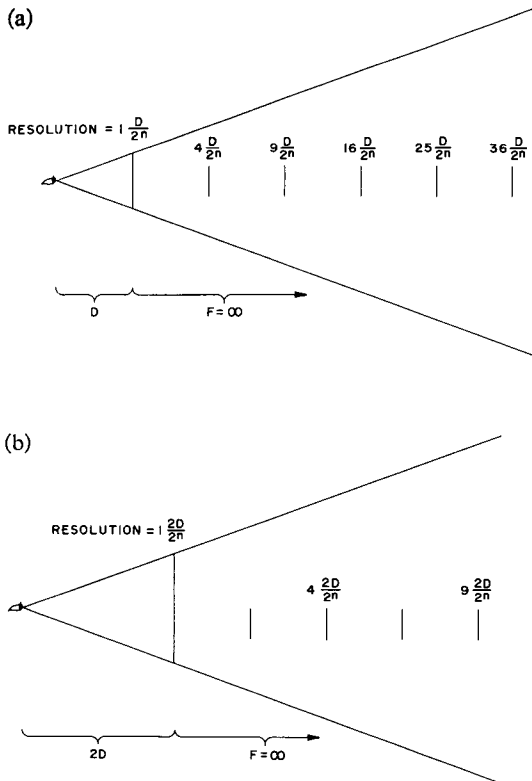 (a)
RESOLUTION = 1 D/2n
4 D/2n 9 D/2n 16 D/2n 25 D/2n 36 D/2n
D F=∞
(b)
RESOLUTION = 1 2D/2n
4 2D/2n 9 2D/2n
2D F=∞